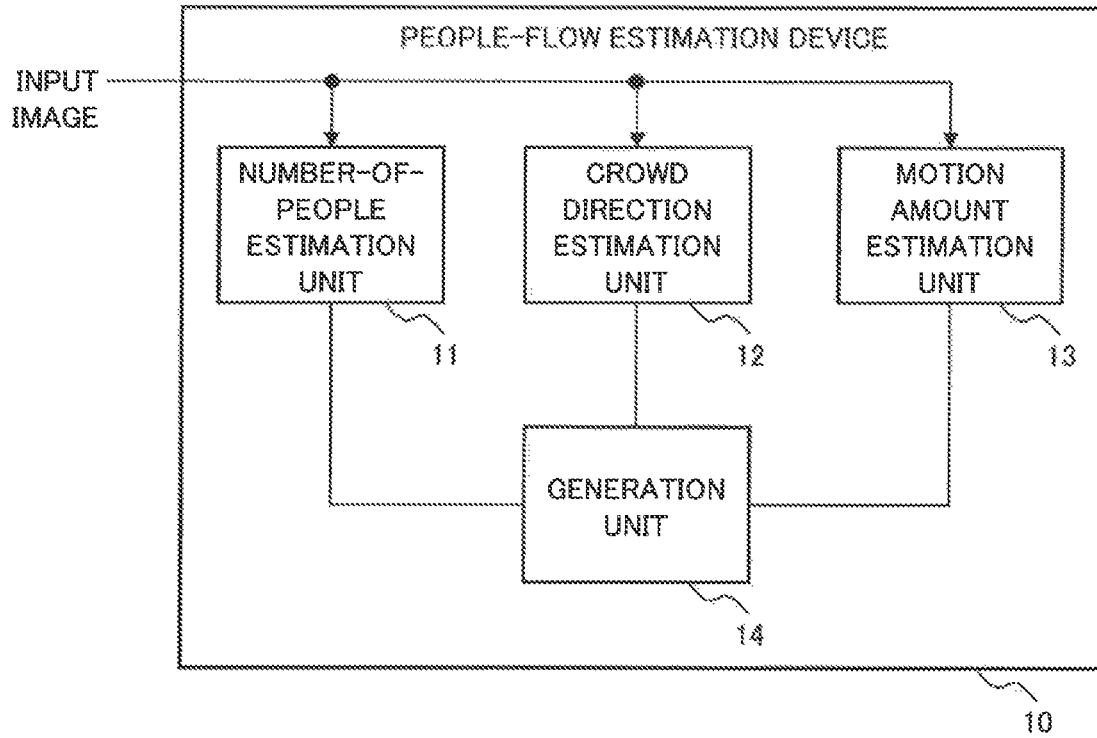 PEOPLE-FLOW ESTIMATION DEVICE
INPUT
IMAGE
NUMBER-OF-
PEOPLE
ESTIMATION
UNIT
11
CROWD
DIRECTION
ESTIMATION
UNIT
12
MOTION
AMOUNT
ESTIMATION
UNIT
13
GENERATION
UNIT
14
10